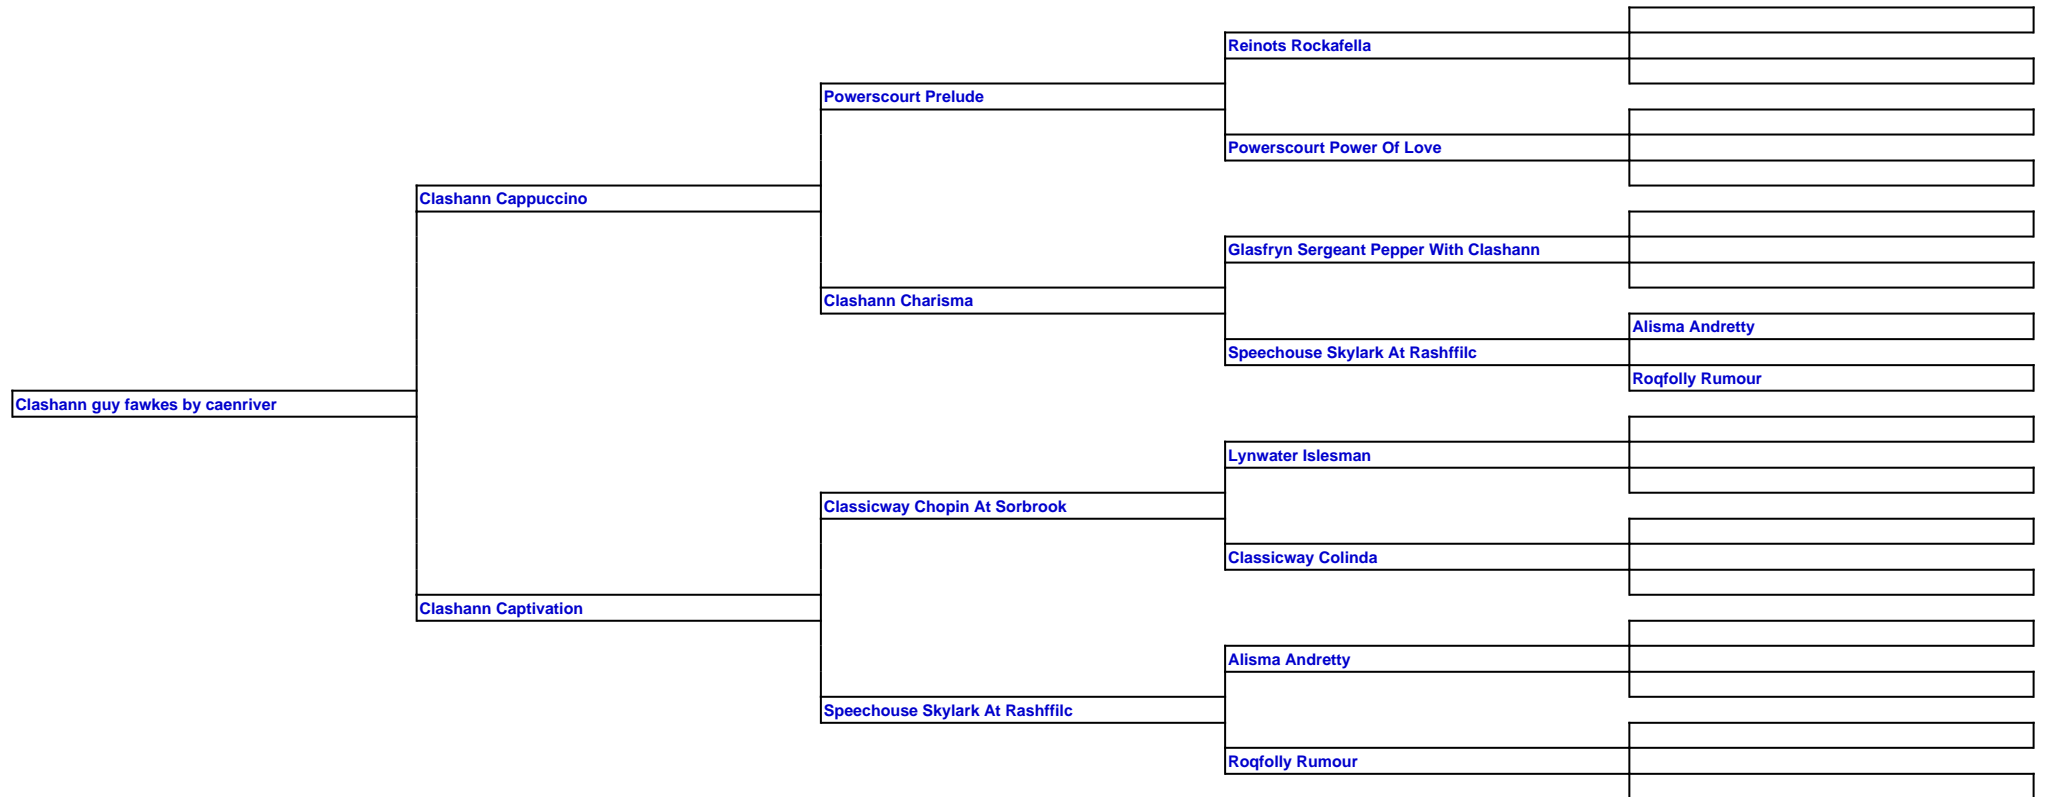 Reinots Rockafella
Powerscourt Prelude
Powerscourt Power Of Love
Clashann Cappuccino
Glasfryn Sergeant Pepper With Clashann
Clashann Charisma
Alisma Andretty
Speechouse Skylark At Rashffilc
Roqfolly Rumour
Clashann guy fawkes by caenriver
Lynwater Islesman
Classicway Chopin At Sorbrook
Classicway Colinda
Clashann Captivation
Alisma Andretty
Speechouse Skylark At Rashffilc
Roqfolly Rumour